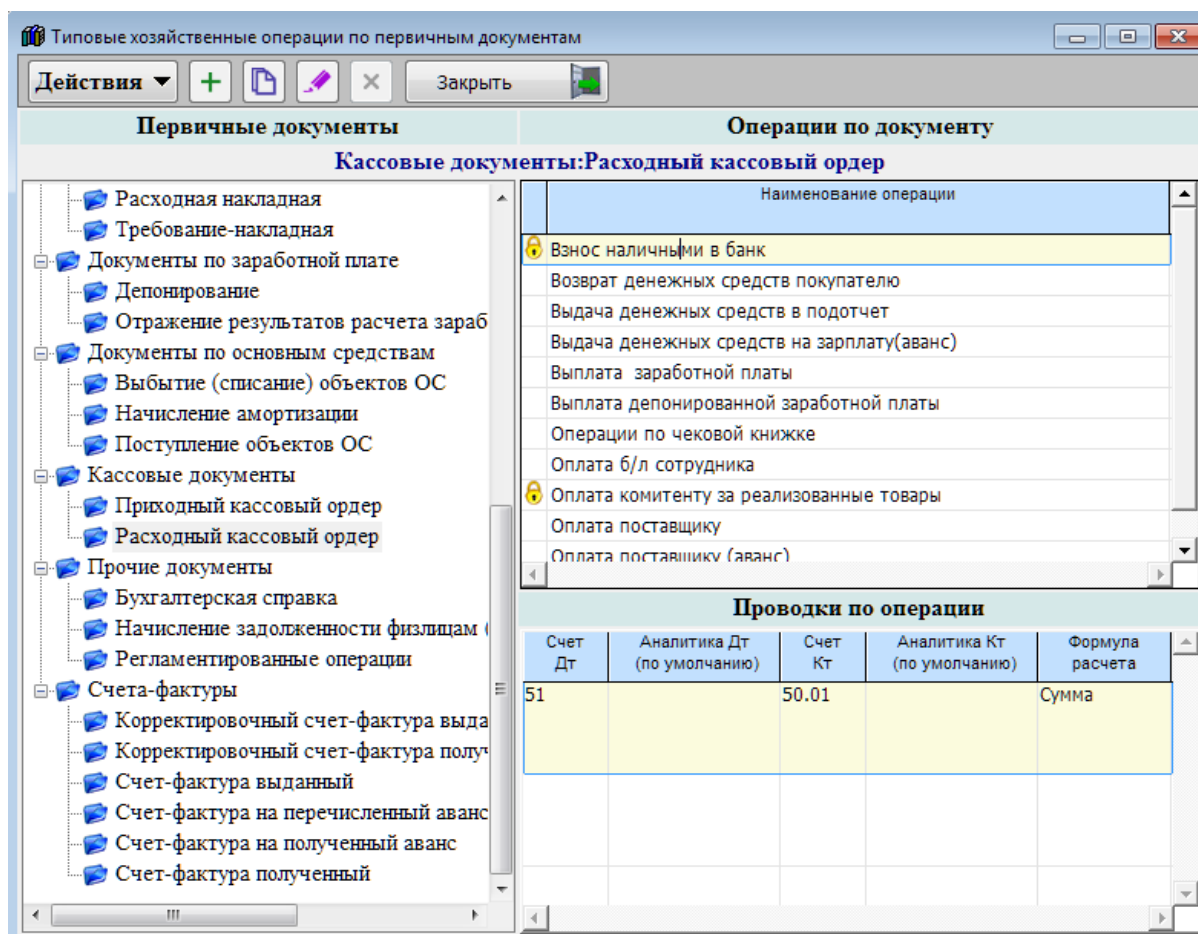 Типовые хозяйственные операции по первичным документам
Действия
Закрыть
Первичные документы
Операции по документу
Кассовые документы:Расходный кассовый ордер
Расходная накладная
Требование-накладная
Документы по заработной плате
Депонирование
Отражение результатов расчета зараб
Документы по основным средствам
Выбытие (списание) объектов ОС
Начисление амортизации
Поступление объектов ОС
Кассовые документы
Приходный кассовый ордер
Расходный кассовый ордер
Прочие документы
Бухгалтерская справка
Начисление задолженности физлицам (
Регламентированные операции
Счета-фактуры
Корректировочный счет-фактура выда
Корректировочный счет-фактура получ
Счет-фактура выданный
Счет-фактура на перечисленный аванс
Счет-фактура на полученный аванс
Счет-фактура полученный
Наименование операции
Взнос наличными в банк
Возврат денежных средств покупателю
Выдача денежных средств в подотчет
Выдача денежных средств на зарплату(аванс)
Выплата заработной платы
Выплата депонированной заработной платы
Операции по чековой книжке
Оплата б/л сотрудника
Оплата комитенту за реализованные товары
Оплата поставщику
Оплата поставщику (аванс)
Проводки по операции
Счет Дт
Аналитика Дт (по умолчанию)
Счет Кт
Аналитика Кт (по умолчанию)
Формула расчета
51
50.01
Сумма